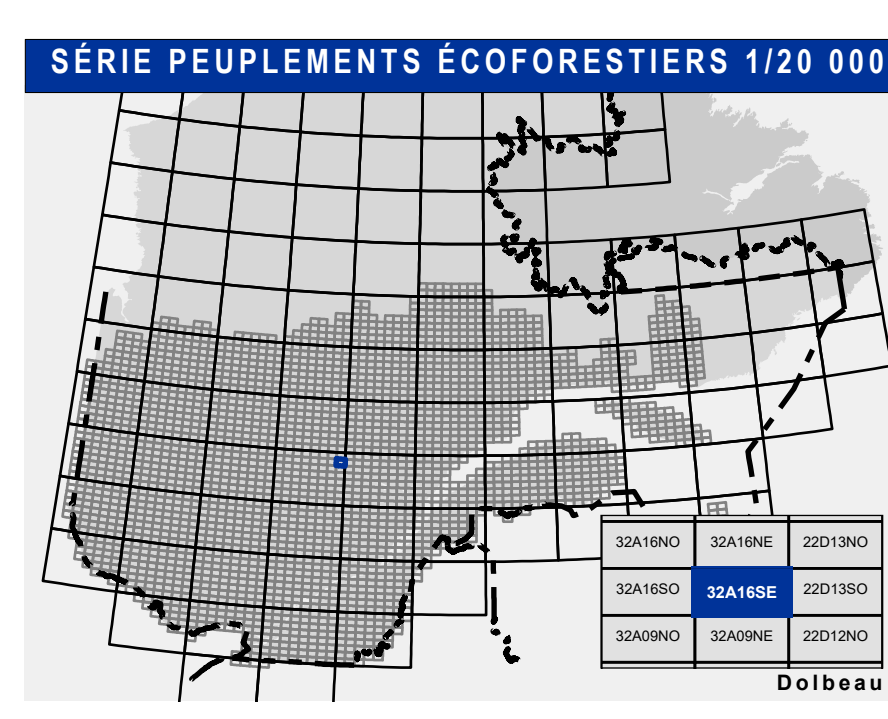 SÉRIE PEUPLEMENTS ÉCOFORESTIERS 1/20 000
32A16NO 32A16NE 22D13NO
32A16SO 32A16SE 22D13SO
32A09NO 32A09NE 22D12NO
Dolbeau